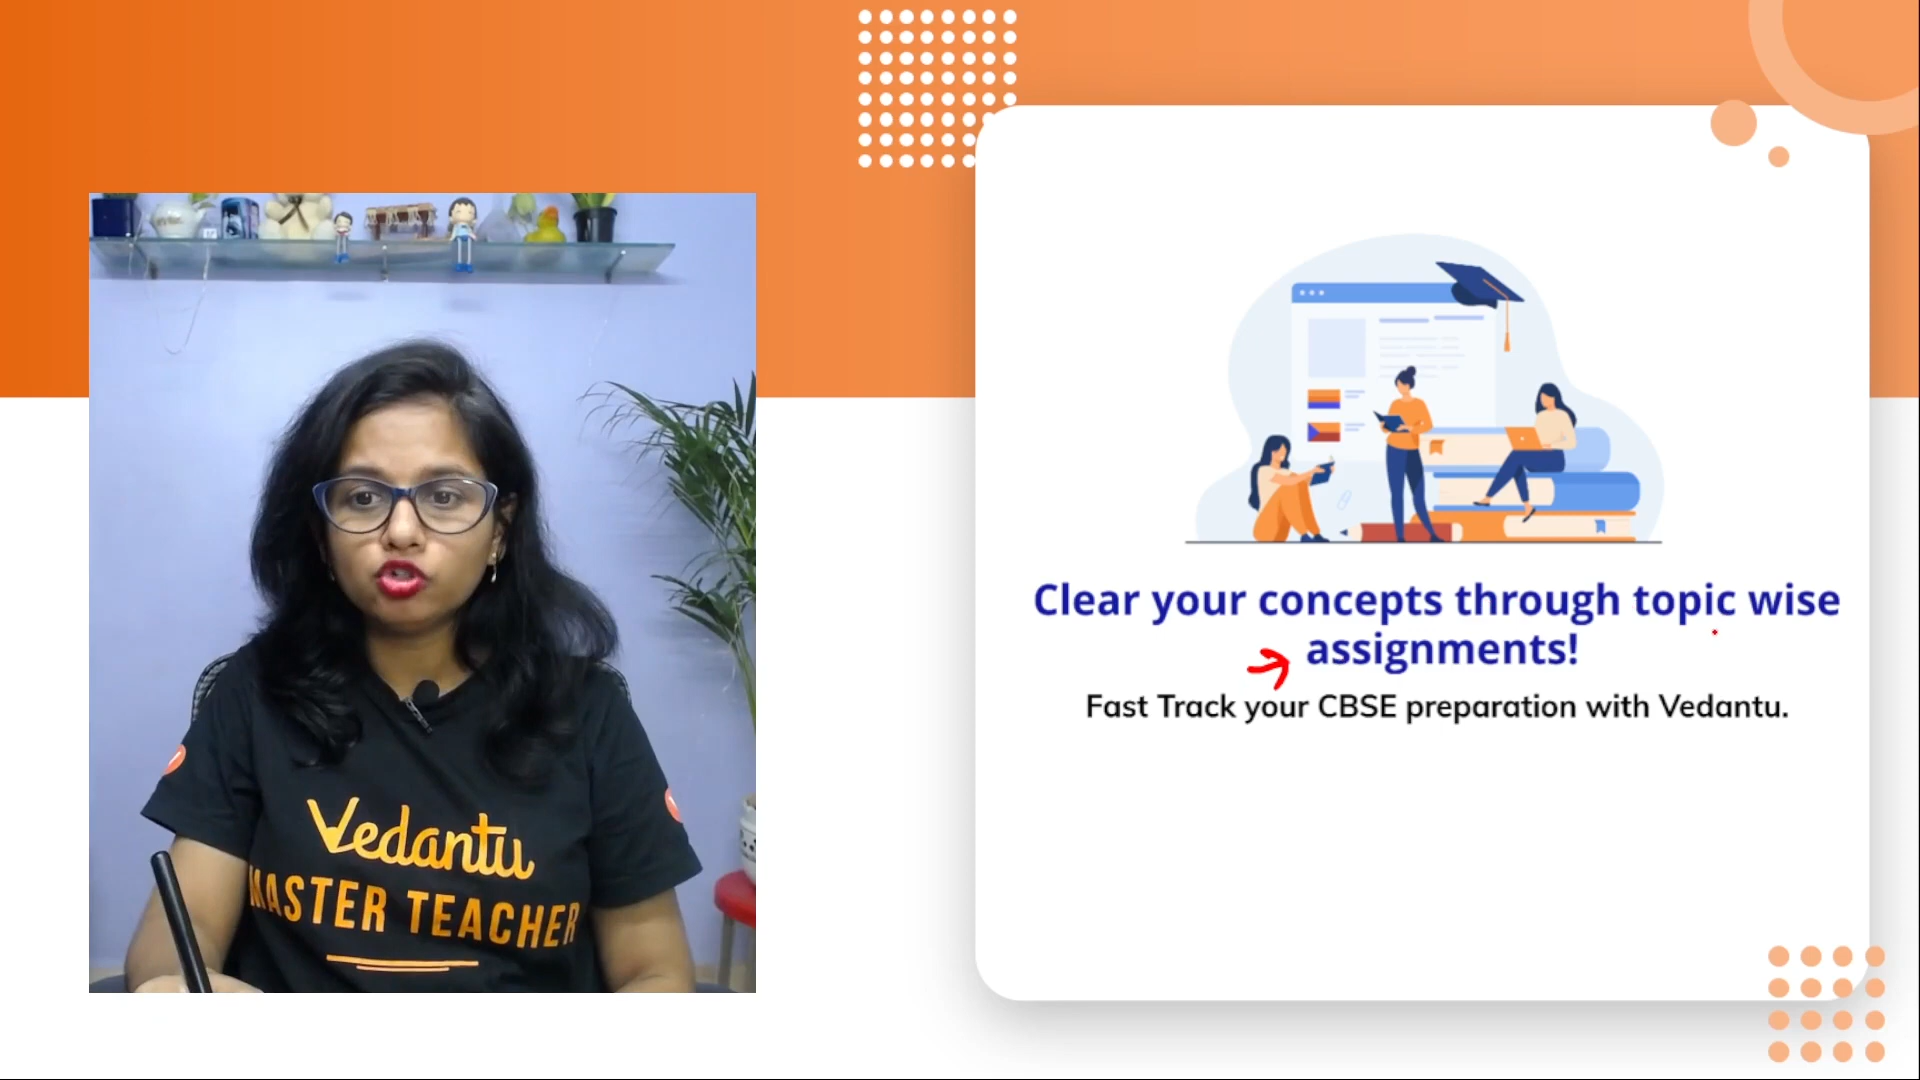 Clear your concepts through topic wise
assignments!
Fast Track your CBSE preparation with Vedantu.
Vedantu
MASTER TEACHER